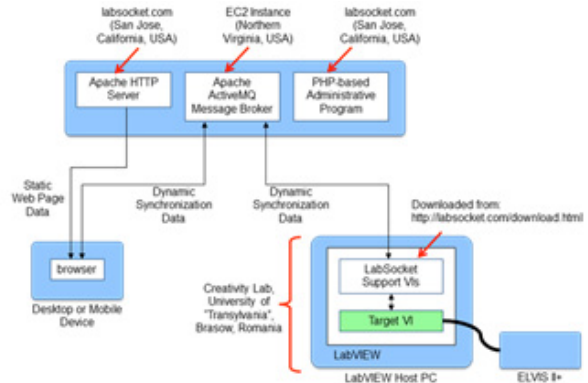 labsocket.com
(San Jose,
California, USA)
EC2 Instance
(Northern
Virginia, USA)
labsocket.com
(San Jose,
California, USA)
Apache HTTP
Server
Apache
ActiveMQ
Message Broker
PHP-based
Administrative
Program
Static
Web Page
Data
Dynamic
Synchronization
Data
Dynamic
Synchronization
Data
Downloaded from:
http://labsocket.com/download.html
browser
Desktop or Mobile
Device
Creativity Lab,
University of
"Transylvania",
Brasow, Romania
LabSocket
Support VIs
Target VI
LabVIEW
LabVIEW Host PC
ELVIS II+